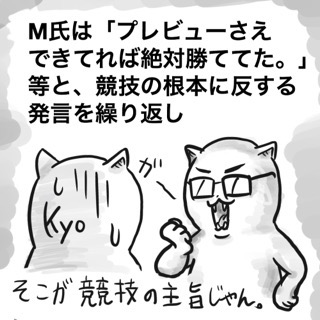 M氏は「プレビューさえ
できてれば絶対勝ててた。」
等と、競技の根本に反する
発言を繰り返し
が
Kyo
そこが競技の主旨じゃん。